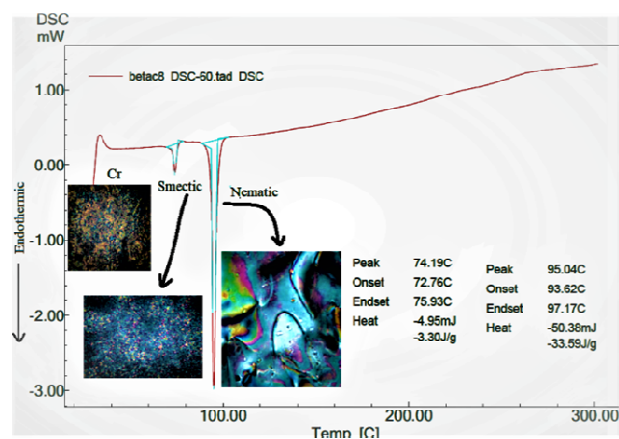 DSC
mW
betac8 DSC-60.tad DSC
1.00
0.00
-1.00
-2.00
-3.00
Endothermic
Cr
Smectic
Nematic
Peak 74.19C
Onset 72.76C
Endset 75.93C
Heat -4.95mJ
-3.30J/g
Peak 95.04C
Onset 93.62C
Endset 97.17C
Heat -50.38mJ
-33.59J/g
100.00
200.00
300.00
Temp [C]